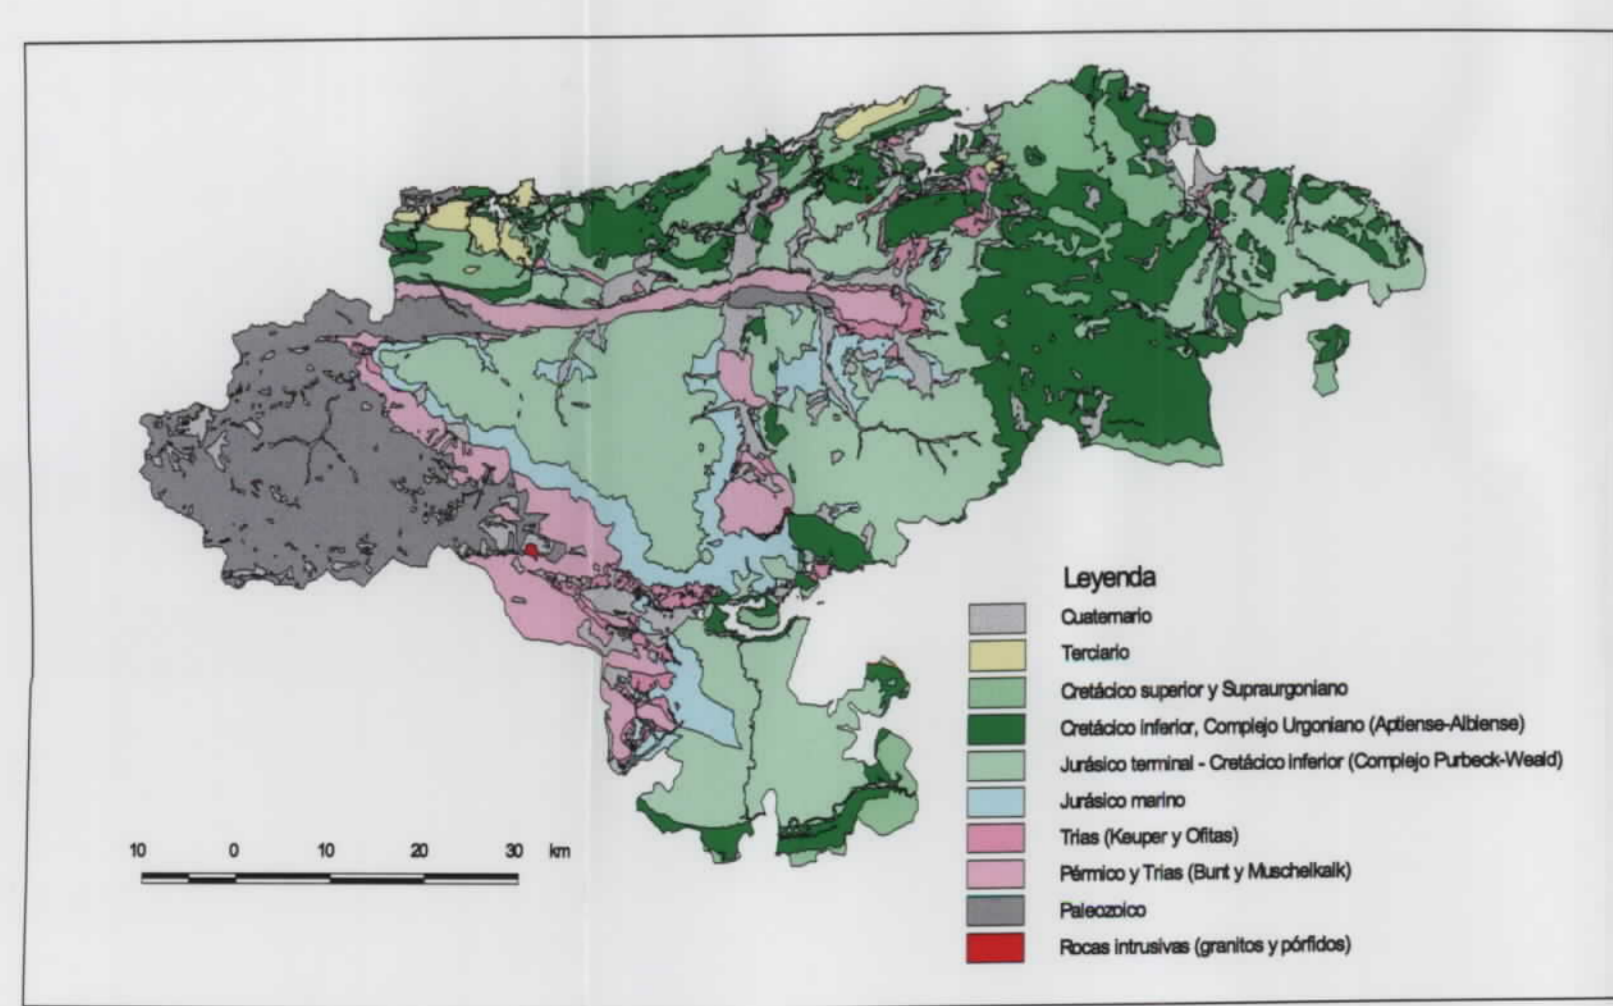 Leyenda
Cuaternario
Terciario
Cretácico superior y Supraurgoniano
Cretácico inferior, Complejo Urgoniano (Aptiense-Albiense)
Jurásico terminal - Cretácico inferior (Complejo Purbeck-Weald)
Jurásico marino
Trias (Keuper y Ofitas)
Pérmico y Trias (Bunt y Muschelkalk)
Paleozoico
Rocas intrusivas (granitos y pórfidos)
10 0 10 20 30 km